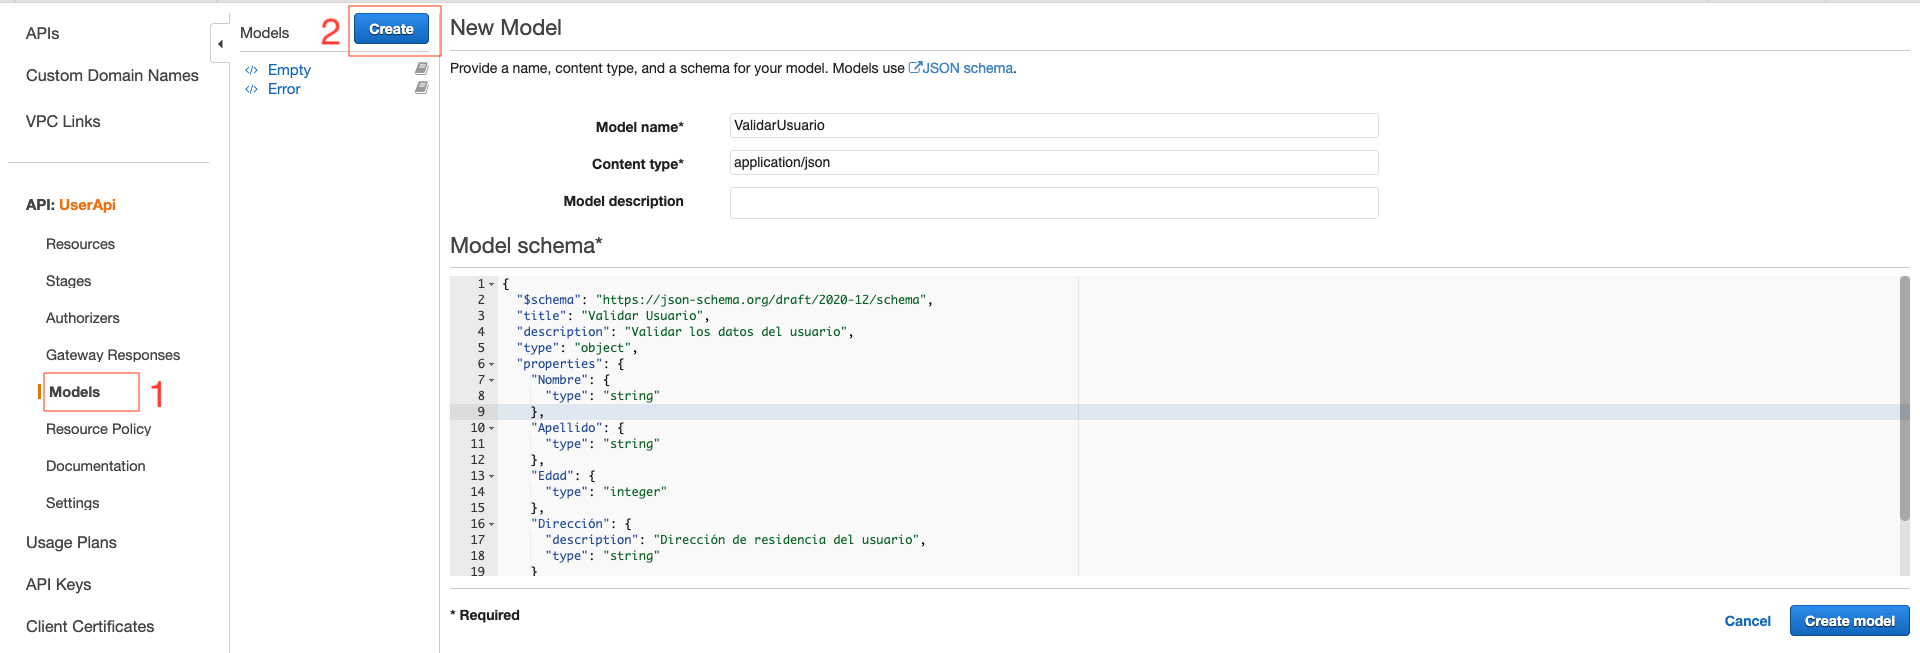 APIs
Custom Domain Names
VPC Links
API: UserApi
Resources
Stages
Authorizers
Gateway Responses
Models 1
Resource Policy
Documentation
Settings
Usage Plans
API Keys
Client Certificates
Models 2 Create
</> Empty
</> Error
New Model
Provide a name, content type, and a schema for your model. Models use JSON schema.
Model name* ValidarUsuario
Content type* application/json
Model description
Model schema*
1 {
2 "$schema": "https://json-schema.org/draft/2020-12/schema",
3 "title": "Validar Usuario",
4 "description": "Validar los datos del usuario",
5 "type": "object",
6 "properties": {
7 "Nombre": {
8 "type": "string"
9 },
10 "Apellido": {
11 "type": "string"
12 },
13 "Edad": {
14 "type": "integer"
15 },
16 "Dirección": {
17 "description": "Dirección de residencia del usuario",
18 "type": "string"
19 }
* Required
Cancel Create model